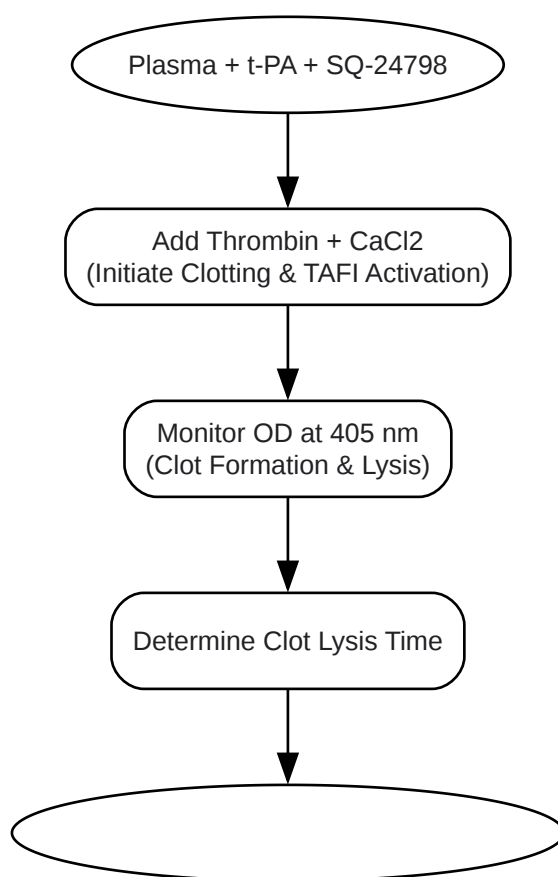 Plasma + t-PA + SQ-24798
Add Thrombin + CaCl2
(Initiate Clotting & TAFI Activation)
Monitor OD at 405 nm
(Clot Formation & Lysis)
Determine Clot Lysis Time